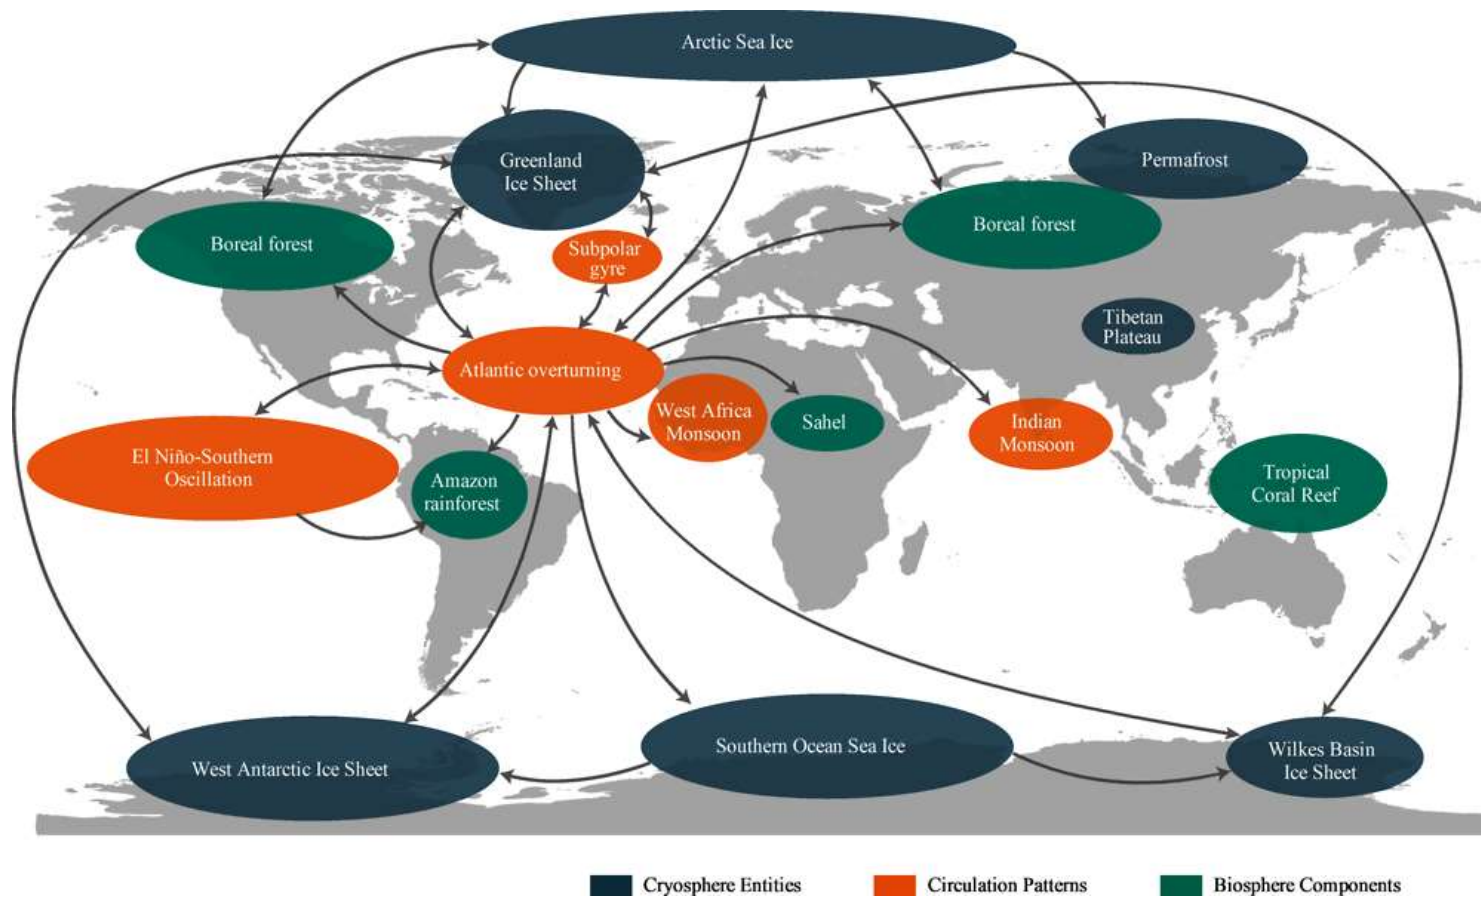 Arctic Sea Ice
Greenland
Ice Sheet
Permafrost
Boreal forest
Boreal forest
Subpolar
gyre
Tibetan
Plateau
Atlantic overturning
West Africa
Monsoon
Sahel
Indian
Monsoon
El Niño-Southern
Oscillation
Amazon
rainforest
Tropical
Coral Reef
West Antarctic Ice Sheet
Southern Ocean Sea Ice
Wilkes Basin
Ice Sheet
Cryosphere Entities
Circulation Patterns
Biosphere Components